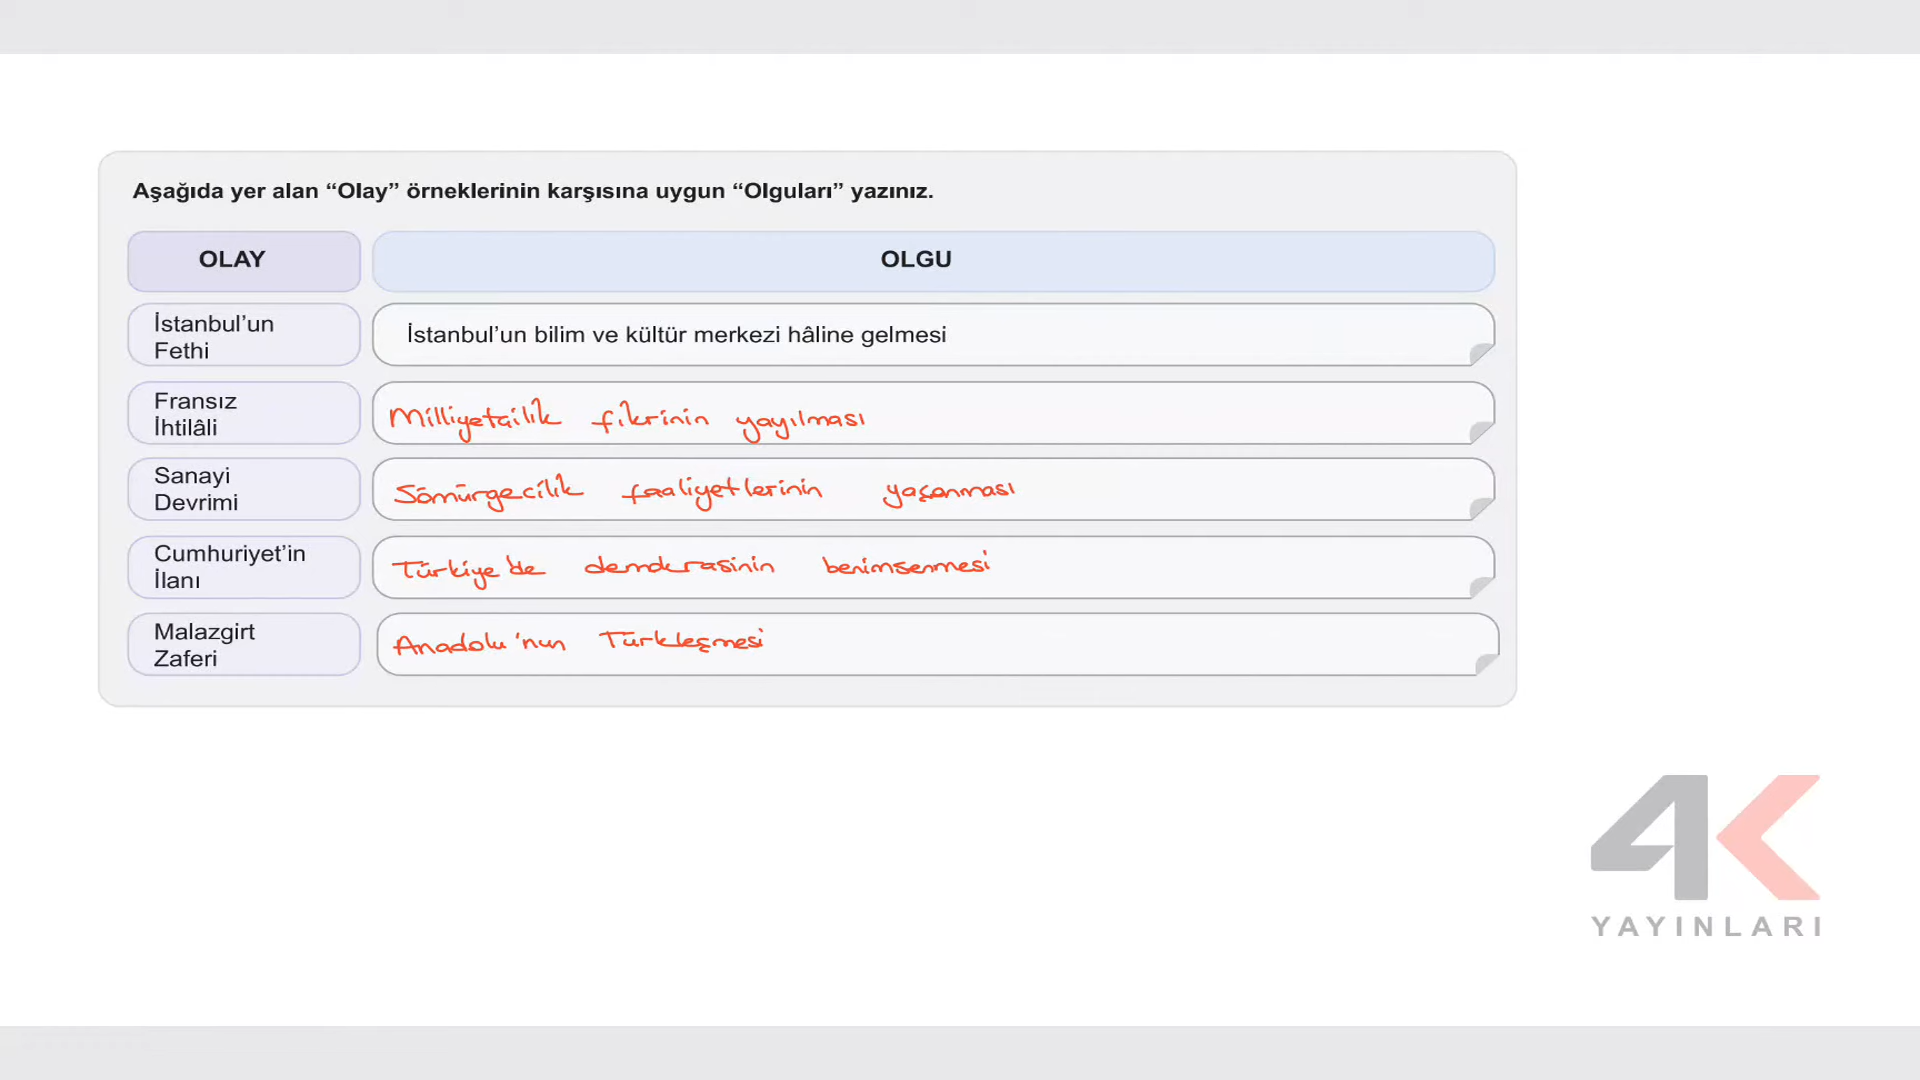 Aşağıda yer alan “Olay” örneklerinin karşısına uygun “Olguları” yazınız.
OLAY
OLGU
İstanbul’un
Fethi
İstanbul’un bilim ve kültür merkezi hâline gelmesi
Fransız
İhtilâli
Milliyetçilik fikrinin yayılması
Sanayi
Devrimi
Sömürgecilik faaliyetlerinin yaşanması
Cumhuriyet’in
İlanı
Türkiye'de demokrasinin benimsenmesi
Malazgirt
Zaferi
Anadolu'nun Türkleşmesi
4K
YAYINLARI